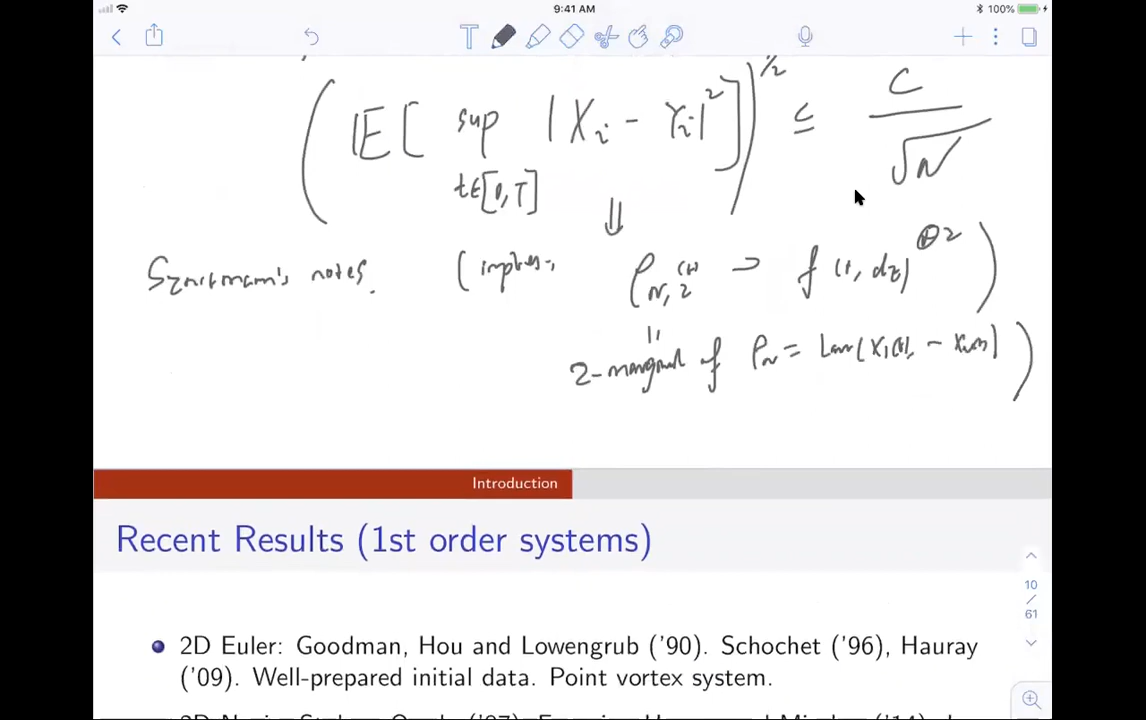 9:41 AM
100%
( 𝔼[ sup |X_i - Y_i|^2 ] )^{1/2} ≤ C / √N
t∈[0,T]
⇓
notes. ( implies ρ_{N,2}^{(t)} → f(t, dz)^{⊗2} )
=
2-marginal of ρ_N = Law(X_1(t), - X_N(t)) )
Introduction
Recent Results (1st order systems)
10
/
61
2D Euler: Goodman, Hou and Lowengrub ('90). Schochet ('96), Hauray
('09). Well-prepared initial data. Point vortex system.